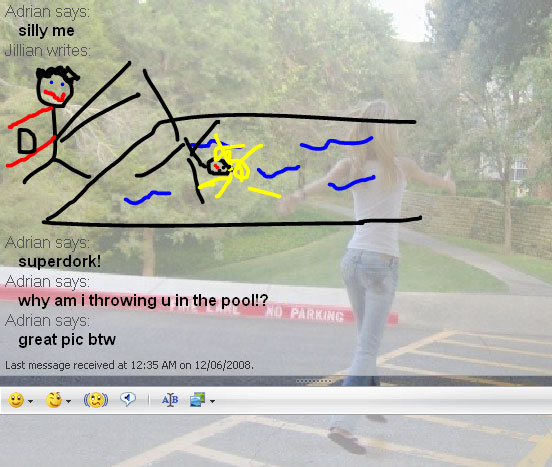 Adrian says:
silly me
Jillian writes:
D
Adrian says:
superdork!
Adrian says:
why am i throwing u in the pool!?
FIRE LANE NO PARKING
Adrian says:
great pic btw
Last message received at 12:35 AM on 12/06/2008.
AB